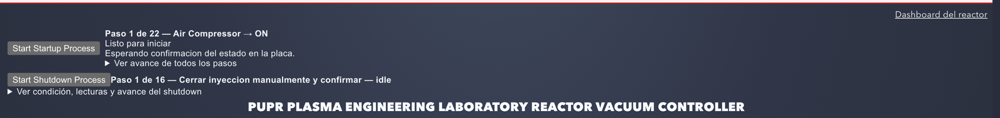 Dashboard del reactor
Paso 1 de 22 — Air Compressor → ON
Start Startup Process
Listo para iniciar
Esperando confirmacion del estado en la placa.
▶ Ver avance de todos los pasos
Start Shutdown Process Paso 1 de 16 — Cerrar inyeccion manualmente y confirmar — idle
▶ Ver condición, lecturas y avance del shutdown
PUPR PLASMA ENGINEERING LABORATORY REACTOR VACUUM CONTROLLER